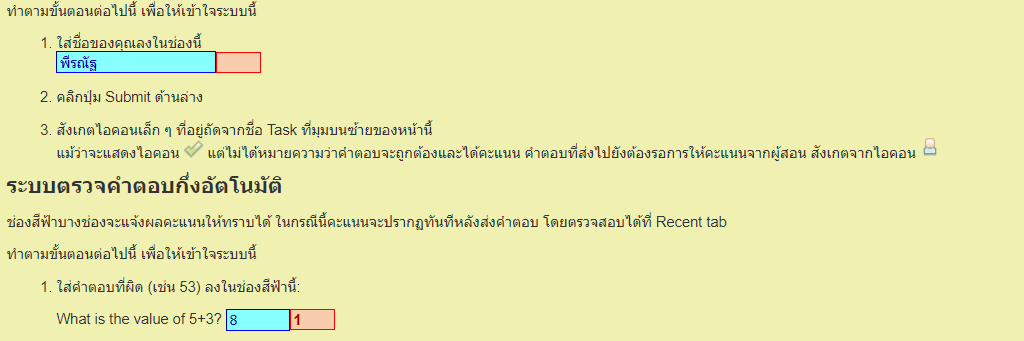 ทำตามขั้นตอนต่อไปนี้ เพื่อให้เข้าใจระบบนี้
1. ใส่ชื่อของคุณลงในช่องนี้
พีรณัฐ
2. คลิกปุ่ม Submit ด้านล่าง
3. สังเกตไอคอนเล็ก ๆ ที่อยู่ถัดจากชื่อ Task ที่มุมบนซ้ายของหน้านี้
แม้ว่าจะแสดงไอคอน แต่ไม่ได้หมายความว่าคำตอบจะถูกต้องและได้คะแนน คำตอบที่ส่งไปยังต้องรอการให้คะแนนจากผู้สอน สังเกตจากไอคอน
ระบบตรวจคำตอบกึ่งอัตโนมัติ
ช่องสีฟ้าบางช่องจะแจ้งผลคะแนนให้ทราบได้ ในกรณีนี้คะแนนจะปรากฏทันทีหลังส่งคำตอบ โดยตรวจสอบได้ที่ Recent tab
ทำตามขั้นตอนต่อไปนี้ เพื่อให้เข้าใจระบบนี้
1. ใส่คำตอบที่ผิด (เช่น 53) ลงในช่องสีฟ้านี้:
What is the value of 5+3? 8 1